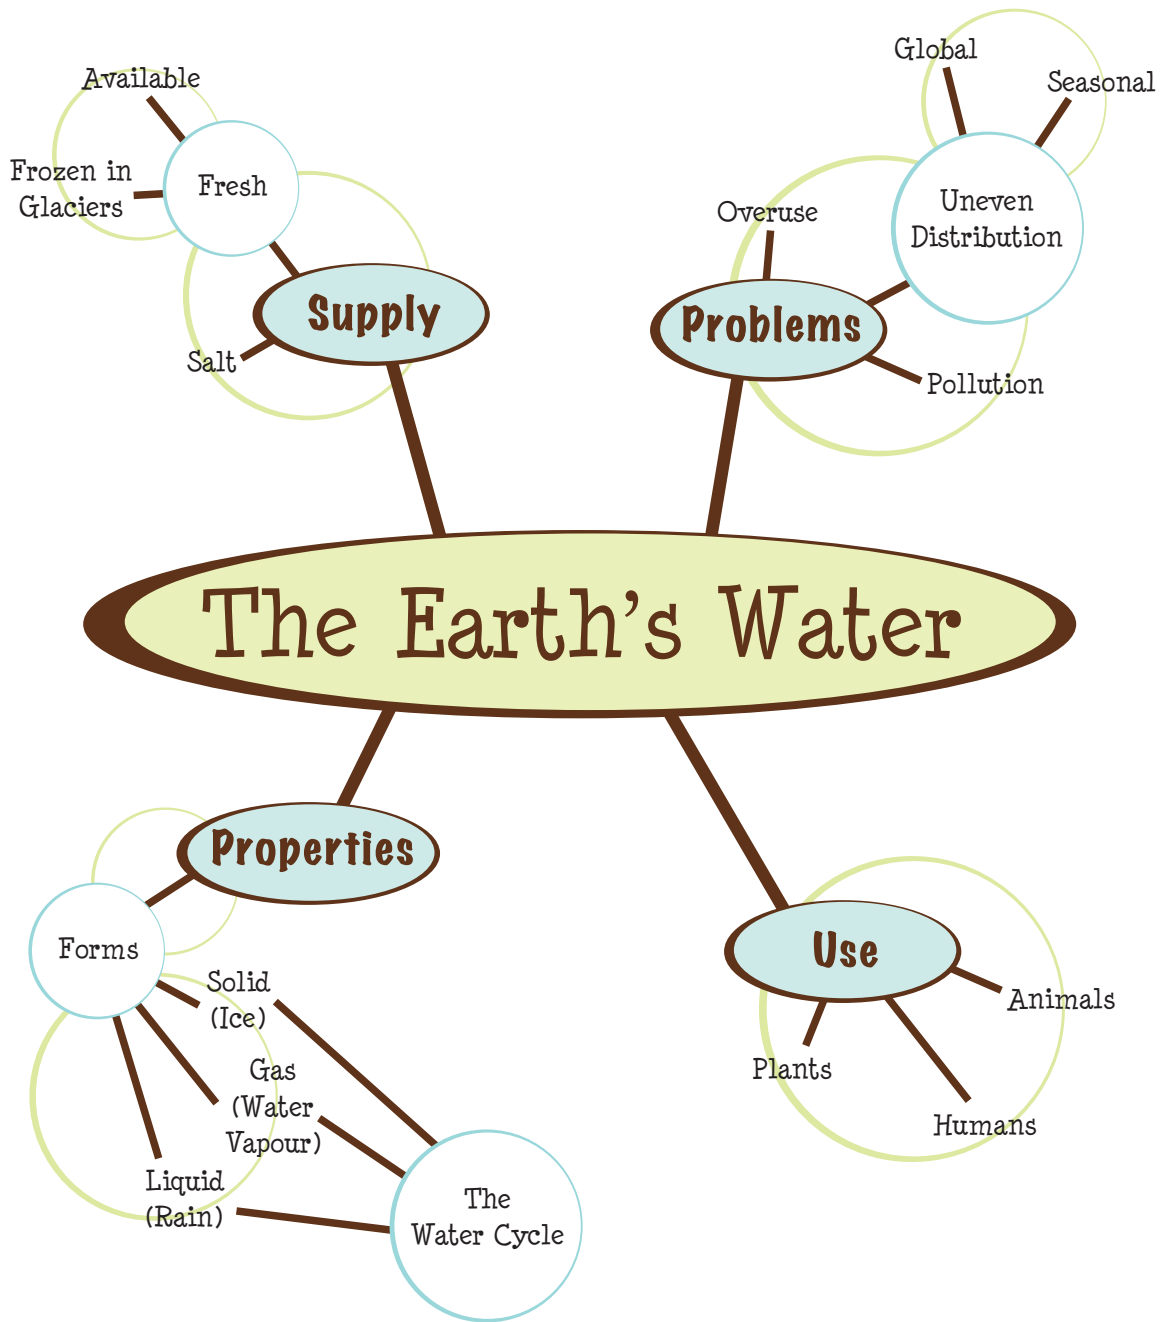 Available
Frozen in
Glaciers
Fresh
Supply
Salt
Global
Seasonal
Uneven
Distribution
Overuse
Problems
Pollution
The Earth's Water
Properties
Forms
Solid
(Ice)
Gas
(Water
Vapour)
Liquid
(Rain)
The
Water Cycle
Use
Animals
Plants
Humans